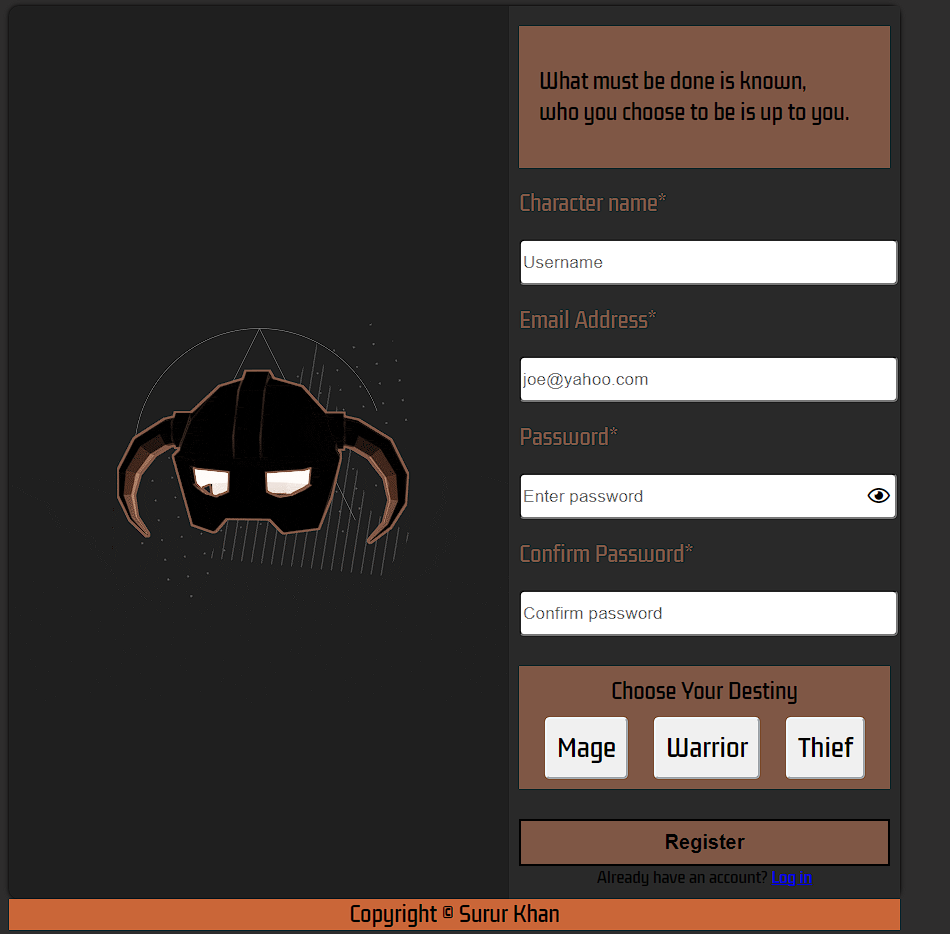 What must be done is known,
who you choose to be is up to you.
Character name*
Username
Email Address*
joe@yahoo.com
Password*
Enter password
Confirm Password*
Confirm password
Choose Your Destiny
Mage Warrior Thief
Register
Already have an account? Log in
Copyright © Surur Khan